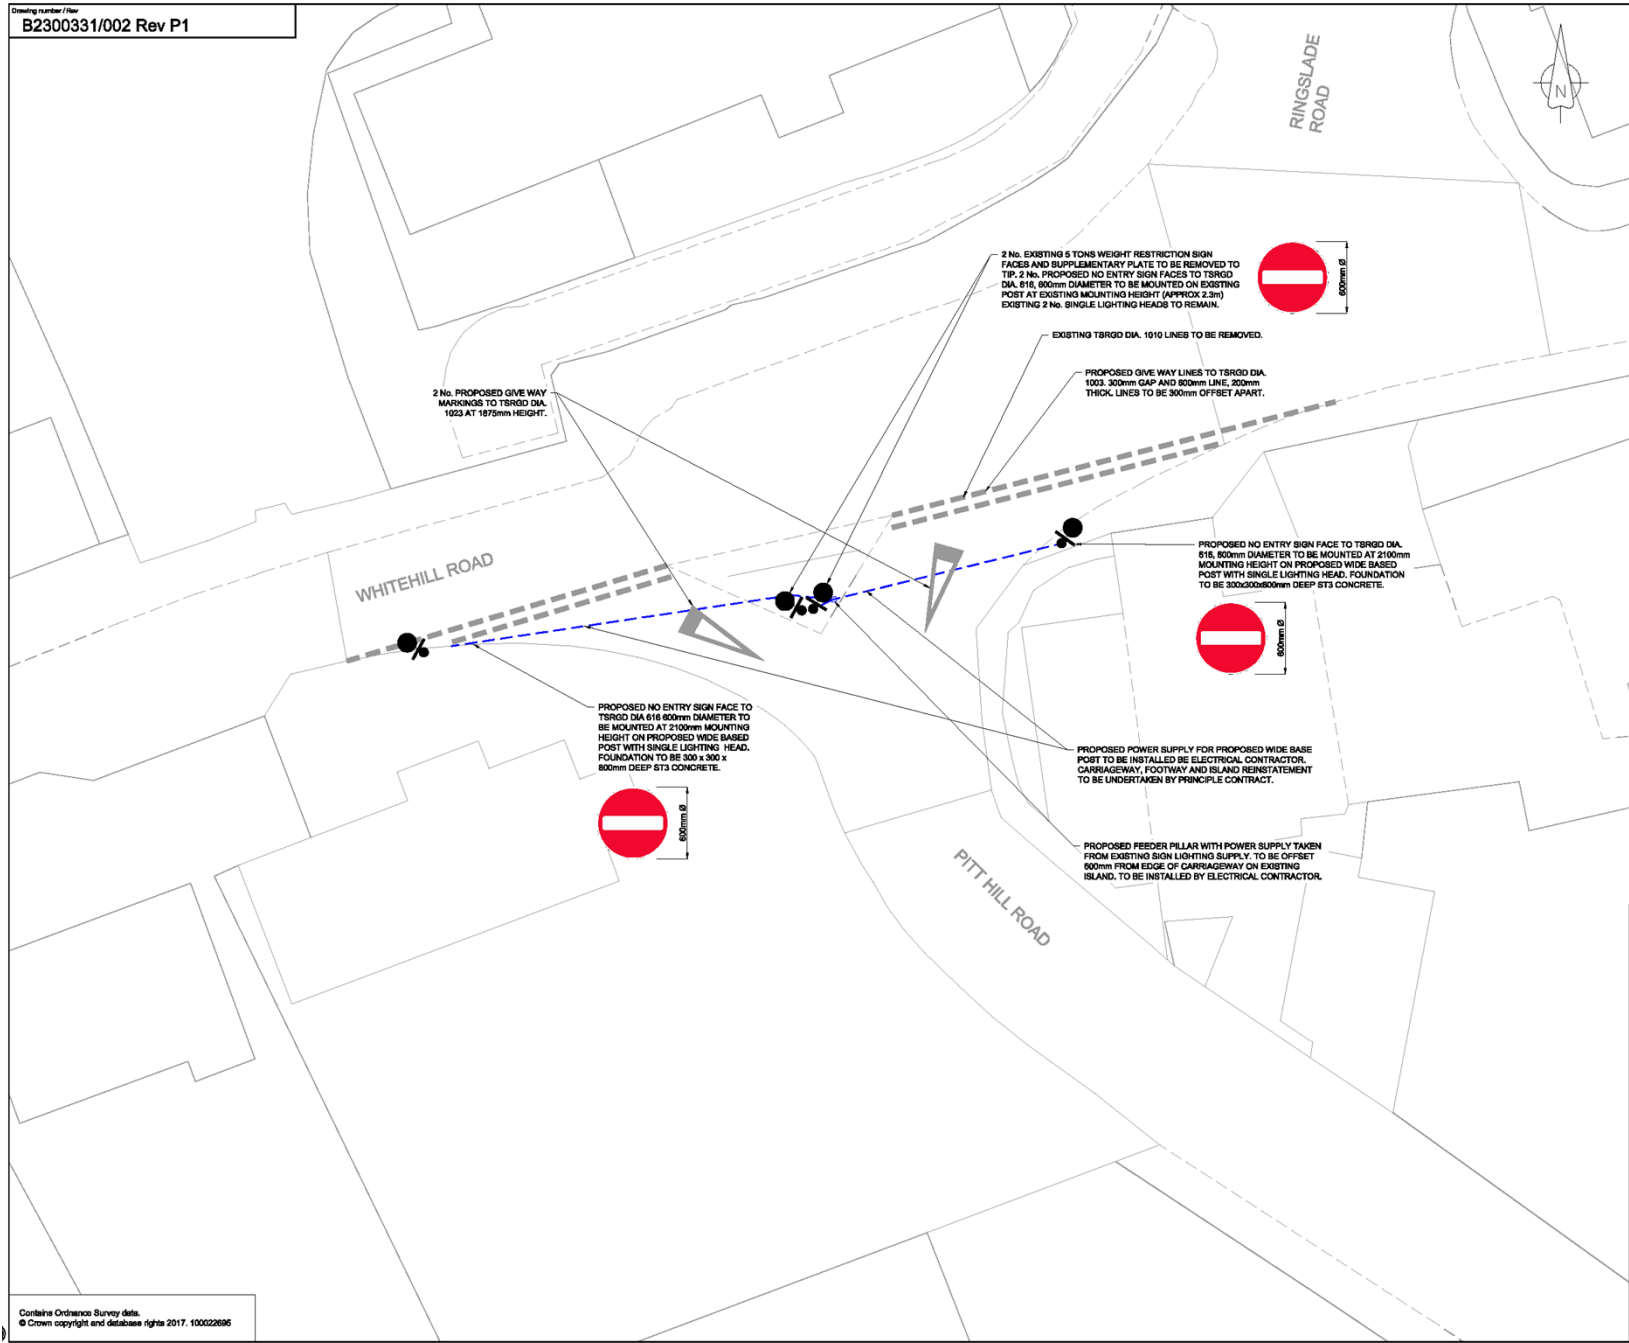 Drawing number / Rev
B2300331/002 Rev P1
RINGSLADE
ROAD
N
2 No. EXISTING 5 TONS WEIGHT RESTRICTION SIGN
FACES AND SUPPLEMENTARY PLATE TO BE REMOVED TO
TIP. 2 No. PROPOSED NO ENTRY SIGN FACES TO TSRGD
DIA. 616, 600mm DIAMETER TO BE MOUNTED ON EXISTING
POST AT EXISTING MOUNTING HEIGHT (APPROX 2.3m)
EXISTING 2 No. SINGLE LIGHTING HEADS TO REMAIN.
600mm Ø
EXISTING TSRGD DIA. 1010 LINES TO BE REMOVED.
PROPOSED GIVE WAY LINES TO TSRGD DIA.
1003. 300mm GAP AND 600mm LINE, 200mm
THICK. LINES TO BE 300mm OFFSET APART.
2 No. PROPOSED GIVE WAY
MARKINGS TO TSRGD DIA.
1023 AT 1875mm HEIGHT.
WHITEHILL ROAD
PROPOSED NO ENTRY SIGN FACE TO TSRGD DIA.
616, 600mm DIAMETER TO BE MOUNTED AT 2100mm
MOUNTING HEIGHT ON PROPOSED WIDE BASED
POST WITH SINGLE LIGHTING HEAD. FOUNDATION
TO BE 300x300x800mm DEEP ST3 CONCRETE.
600mm Ø
PROPOSED NO ENTRY SIGN FACE TO
TSRGD DIA 616 600mm DIAMETER TO
BE MOUNTED AT 2100mm MOUNTING
HEIGHT ON PROPOSED WIDE BASED
POST WITH SINGLE LIGHTING HEAD.
FOUNDATION TO BE 300 x 300 x
800mm DEEP ST3 CONCRETE.
600mm Ø
PROPOSED POWER SUPPLY FOR PROPOSED WIDE BASE
POST TO BE INSTALLED BE ELECTRICAL CONTRACTOR.
CARRIAGEWAY, FOOTWAY AND ISLAND REINSTATEMENT
TO BE UNDERTAKEN BY PRINCIPLE CONTRACT.
PROPOSED FEEDER PILLAR WITH POWER SUPPLY TAKEN
FROM EXISTING SIGN LIGHTING SUPPLY. TO BE OFFSET
600mm FROM EDGE OF CARRIAGEWAY ON EXISTING
ISLAND. TO BE INSTALLED BY ELECTRICAL CONTRACTOR.
PITT HILL ROAD
Contains Ordnance Survey data.
© Crown copyright and database rights 2017. 100022695